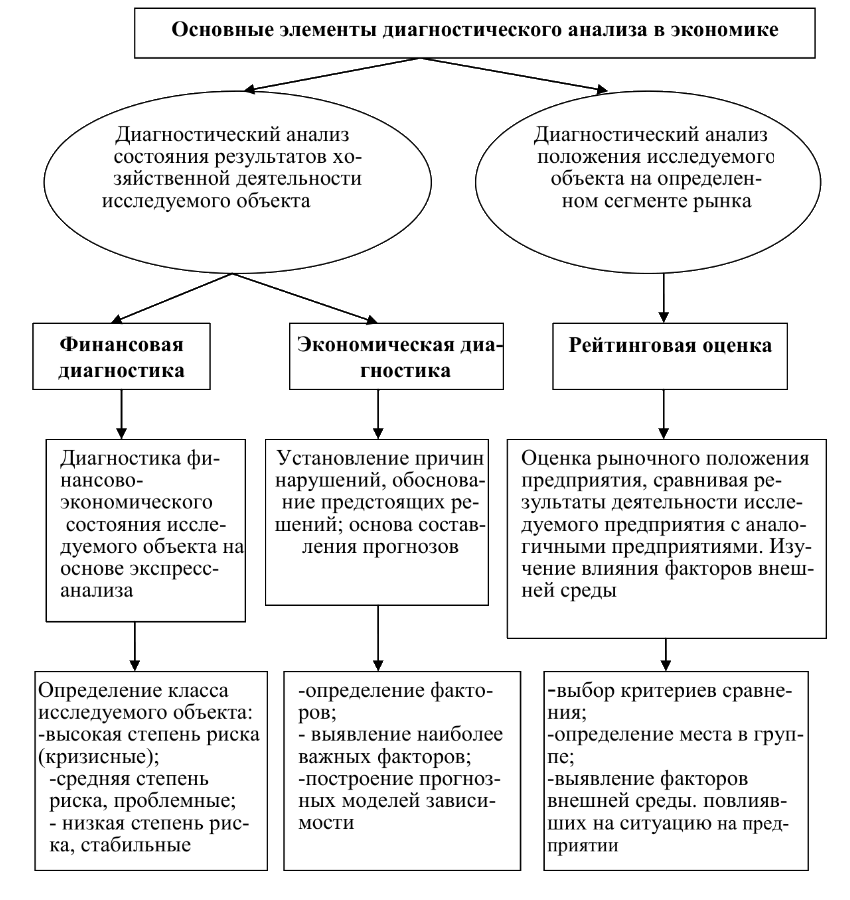 Основные элементы диагностического анализа в экономике
Диагностический анализ
состояния результатов хо-
зяйственной деятельности
исследуемого объекта
Диагностический анализ
положения исследуемого
объекта на определен-
ном сегменте рынка
Финансовая
диагностика
Экономическая диа-
гностика
Рейтинговая оценка
Диагностика фи-
нансово-
экономического
состояния иссле-
дуемого объекта на
основе экспресс-
анализа
Установление причин
нарушений, обоснова-
ние предстоящих ре-
шений; основа состав-
ления прогнозов
Оценка рыночного положения
предприятия, сравнивая ре-
зультаты деятельности иссле-
дуемого предприятия с анало-
гичными предприятиями. Изу-
чение влияния факторов внеш-
ней среды
Определение класса
исследуемого объекта:
-высокая степень риска
(кризисные);
-средняя степень
риска, проблемные;
- низкая степень рис-
ка, стабильные
-определение факто-
ров;
- выявление наиболее
важных факторов;
-построение прогноз-
ных моделей зависи-
мости
-выбор критериев сравне-
ния;
-определение места в груп-
пе;
-выявление факторов
внешней среды. повлияв-
ших на ситуацию на пред-
приятии